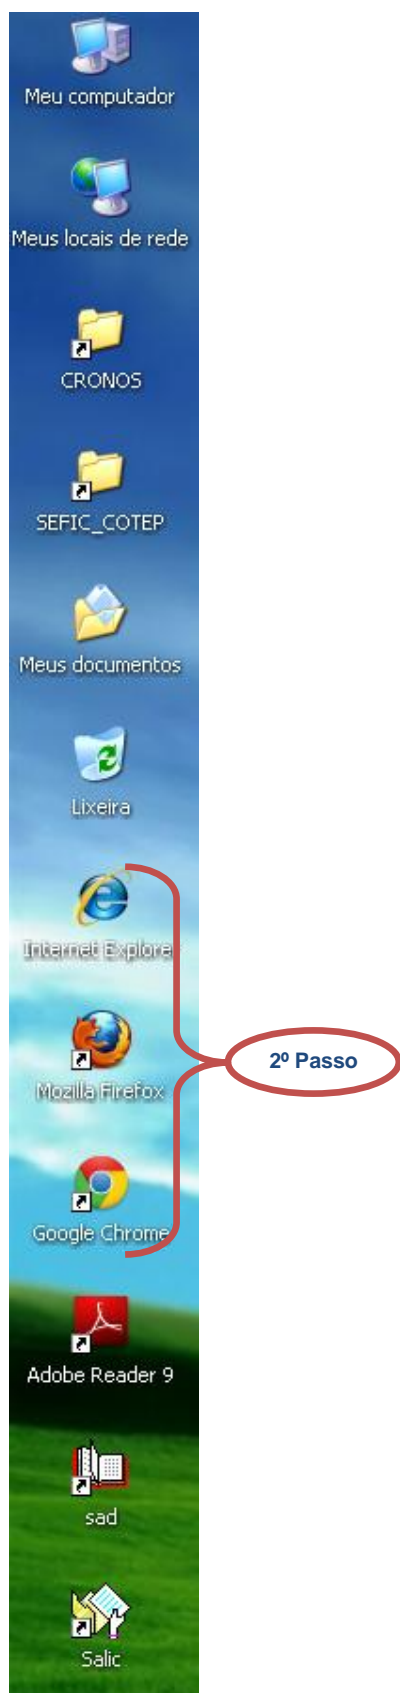 Meu computador
Meus locais de rede
CRONOS
SEFIC_COTEP
Meus documentos
Lixeira
Internet Explorer
Mozilla Firefox
2º Passo
Google Chrome
Adobe Reader 9
sad
Salic